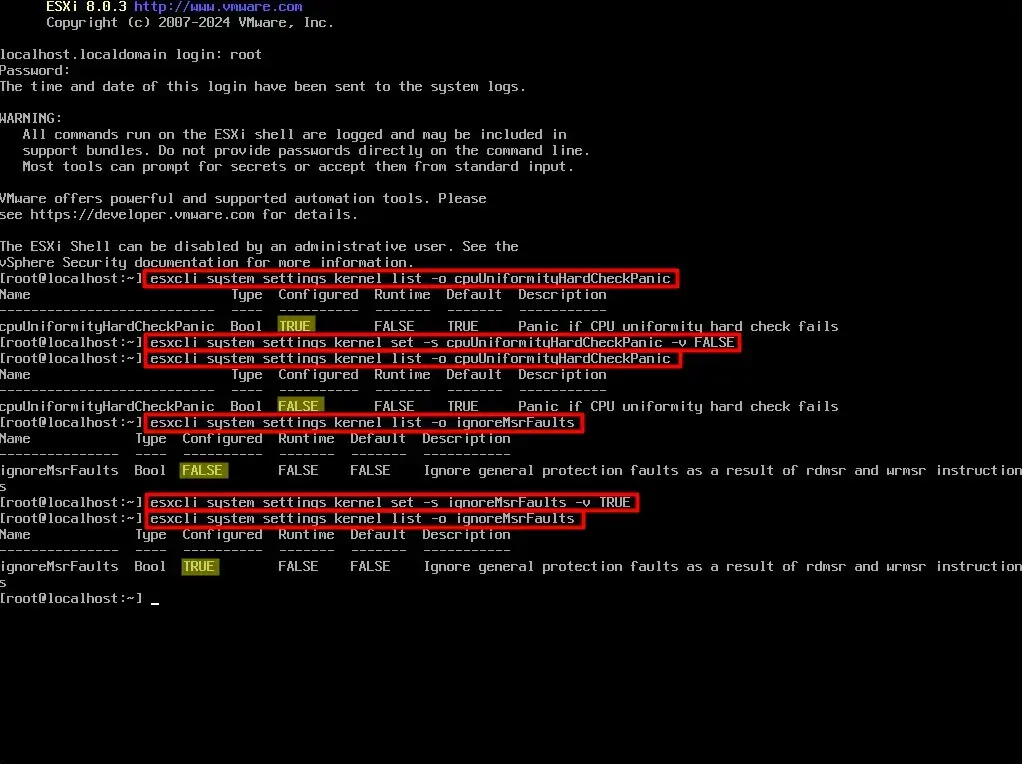 ESXi 8.0.3 http://www.vmware.com
Copyright (c) 2007-2024 VMware, Inc.
localhost.localdomain login: root
Password:
The time and date of this login have been sent to the system logs.
WARNING:
All commands run on the ESXi shell are logged and may be included in
support bundles. Do not provide passwords directly on the command line.
Most tools can prompt for secrets or accept them from standard input.
VMware offers powerful and supported automation tools. Please
see https://developer.vmware.com for details.
The ESXi Shell can be disabled by an administrative user. See the
vSphere Security documentation for more information.
[root@localhost:~] esxcli system settings kernel list -o cpuUniformityHardCheckPanic
Name                         Type  Configured  Runtime  Default  Description
---------------------------  ----  ----------  -------  -------  -----------
cpuUniformityHardCheckPanic  Bool  TRUE        FALSE    TRUE     Panic if CPU uniformity hard check fails
[root@localhost:~] esxcli system settings kernel set -s cpuUniformityHardCheckPanic -v FALSE
[root@localhost:~] esxcli system settings kernel list -o cpuUniformityHardCheckPanic
Name                         Type  Configured  Runtime  Default  Description
---------------------------  ----  ----------  -------  -------  -----------
cpuUniformityHardCheckPanic  Bool  FALSE       FALSE    TRUE     Panic if CPU uniformity hard check fails
[root@localhost:~] esxcli system settings kernel list -o ignoreMsrFaults
Name             Type  Configured  Runtime  Default  Description
---------------  ----  ----------  -------  -------  -----------
ignoreMsrFaults  Bool  FALSE       FALSE    FALSE    Ignore general protection faults as a result of rdmsr and wrmsr instruction
s
[root@localhost:~] esxcli system settings kernel set -s ignoreMsrFaults -v TRUE
[root@localhost:~] esxcli system settings kernel list -o ignoreMsrFaults
Name             Type  Configured  Runtime  Default  Description
---------------  ----  ----------  -------  -------  -----------
ignoreMsrFaults  Bool  TRUE        FALSE    FALSE    Ignore general protection faults as a result of rdmsr and wrmsr instruction
s
[root@localhost:~] _